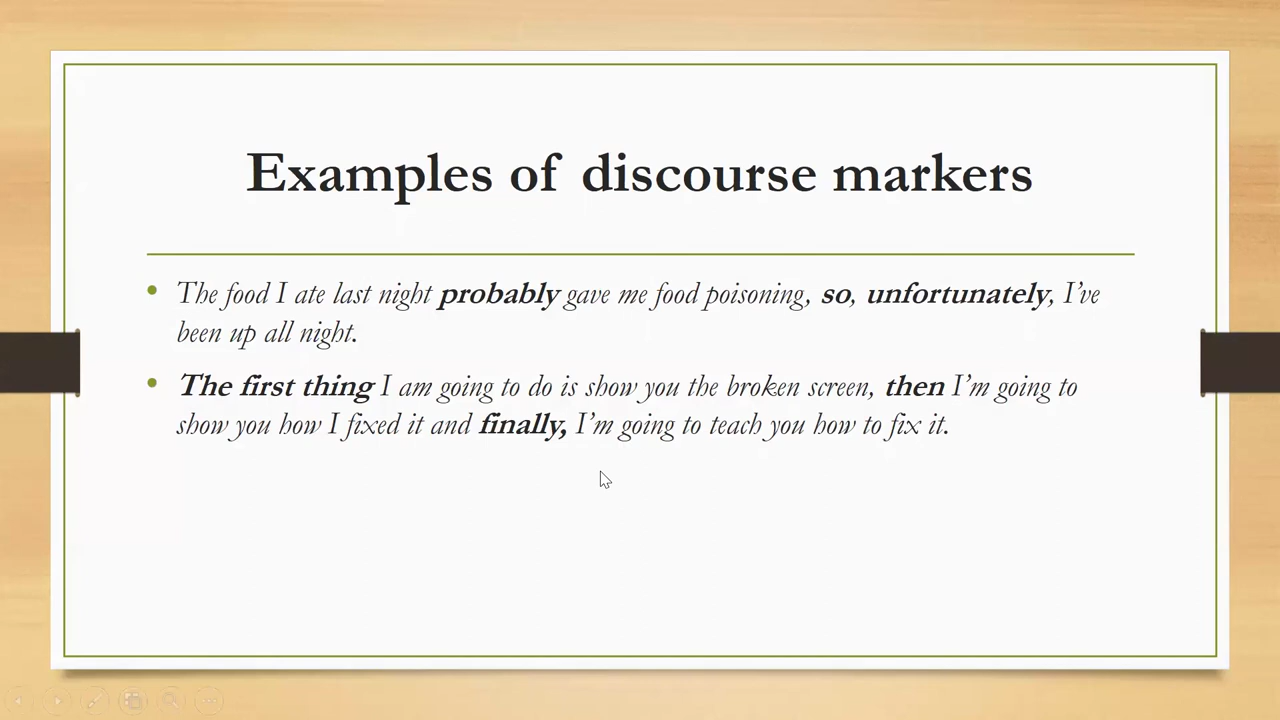 Examples of discourse markers
• The food I ate last night probably gave me food poisoning, so, unfortunately, I’ve
been up all night.
• The first thing I am going to do is show you the broken screen, then I’m going to
show you how I fixed it and finally, I’m going to teach you how to fix it.